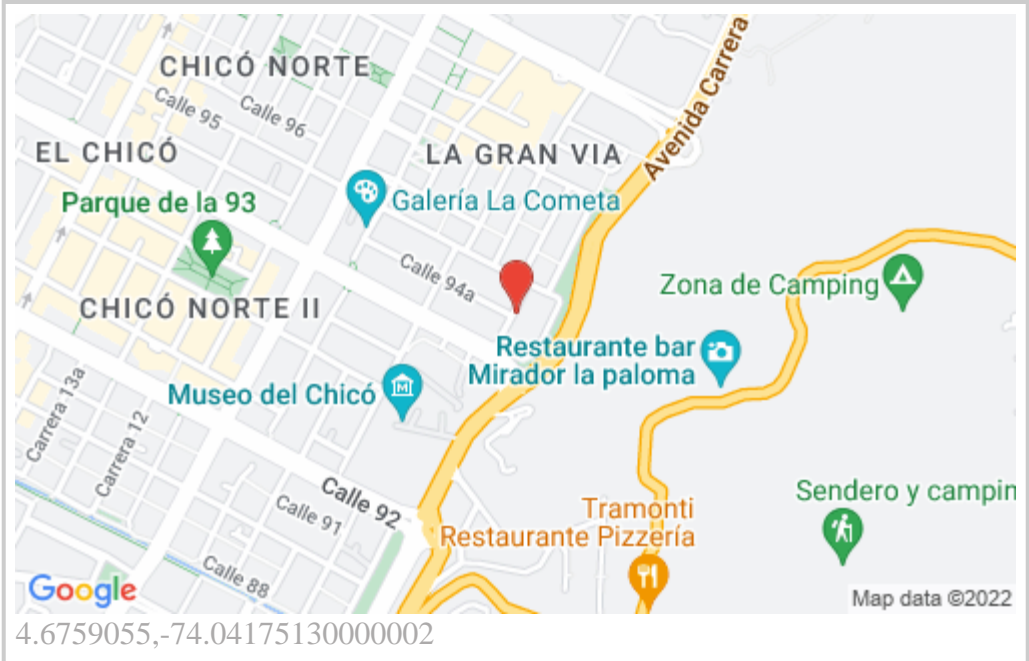 CHICÓ NORTE
Avenida Carrera
Calle 95
Calle 96
EL CHICÓ
LA GRAN VIA
Parque de la 93
Galería La Cometa
Calle 94a
Zona de Camping
CHICÓ NORTE II
Restaurante bar
Mirador la paloma
Museo del Chicó
Carrera 13a
Carrera 12
Calle 92
Calle 91
Sendero y campin
Tramonti
Restaurante Pizzería
Calle 88
Google
Map data ©2022
4.6759055,-74.04175130000002